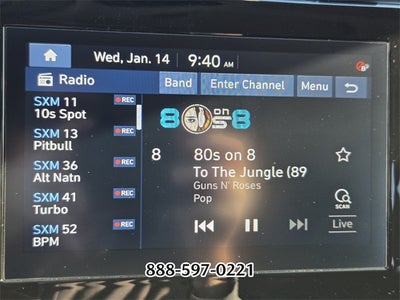 Wed, Jan. 14 9:40 AM
Radio Band Enter Channel Menu
SXM 11 REC
10s Spot
SXM 13 REC
Pitbull
SXM 36 REC
Alt Natn
SXM 41 REC
Turbo
SXM 52 REC
BPM
8 on 8
80s
8 80s on 8
To The Jungle (89
Guns N' Roses
Pop
SCAN
Live
888-597-0221